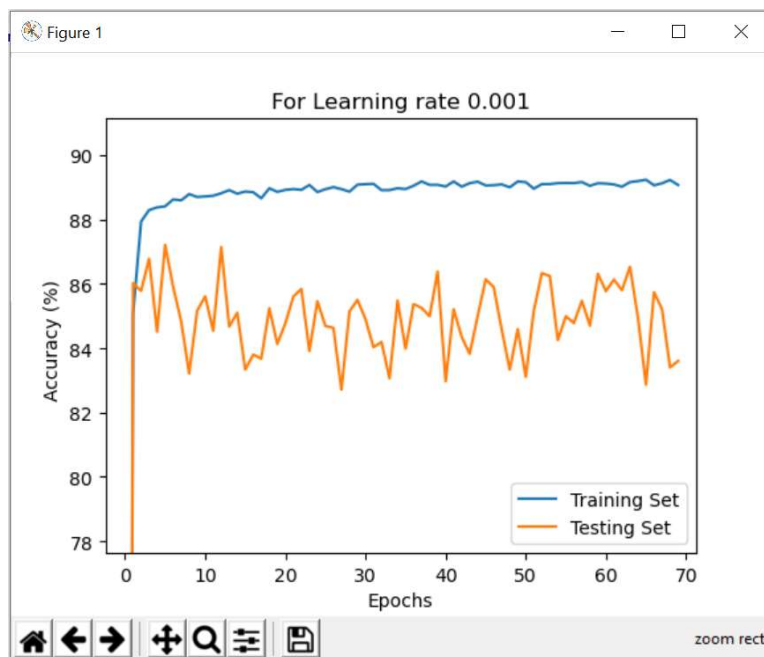 Figure 1
For Learning rate 0.001
Accuracy (%)
90
88
86
84
82
80
78
Training Set
Testing Set
0 10 20 30 40 50 60 70
Epochs
zoom rect